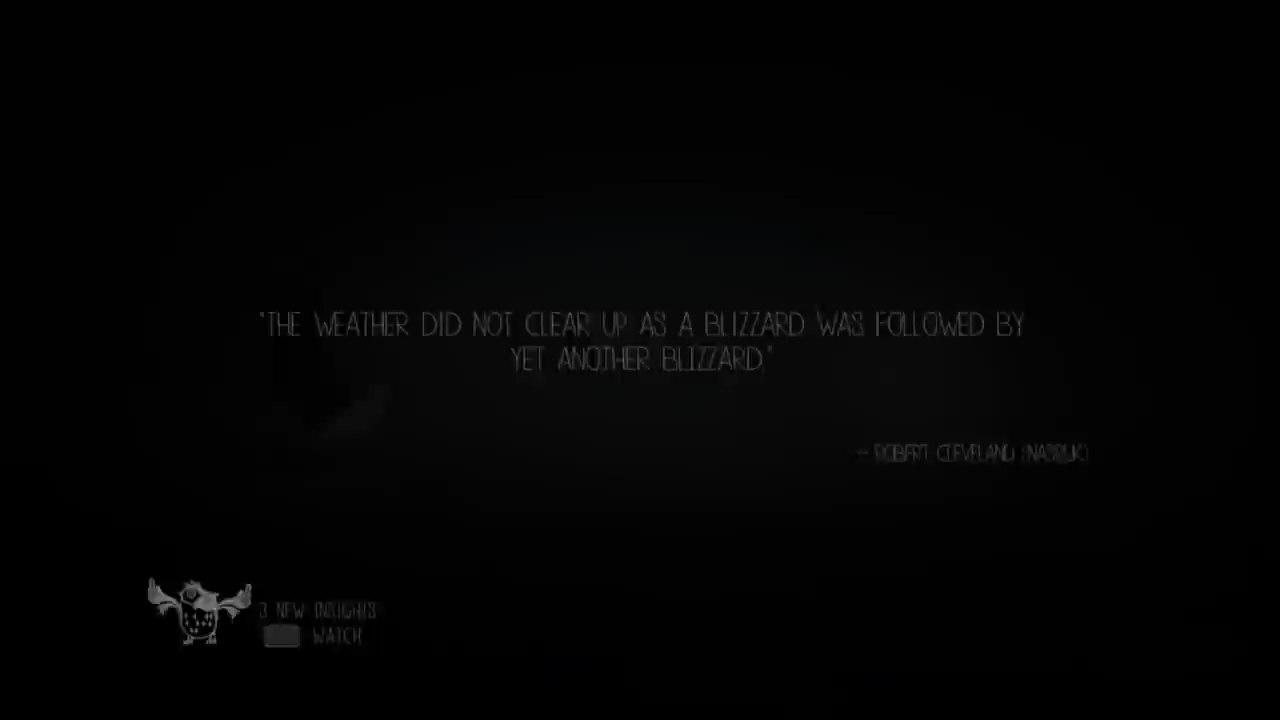 "THE WEATHER DID NOT CLEAR UP AS A BLIZZARD WAS FOLLOWED BY
YET ANOTHER BLIZZARD."
- ROBERT CLEVELAND (NASRUK)
3 NEW INSIGHTS
WATCH